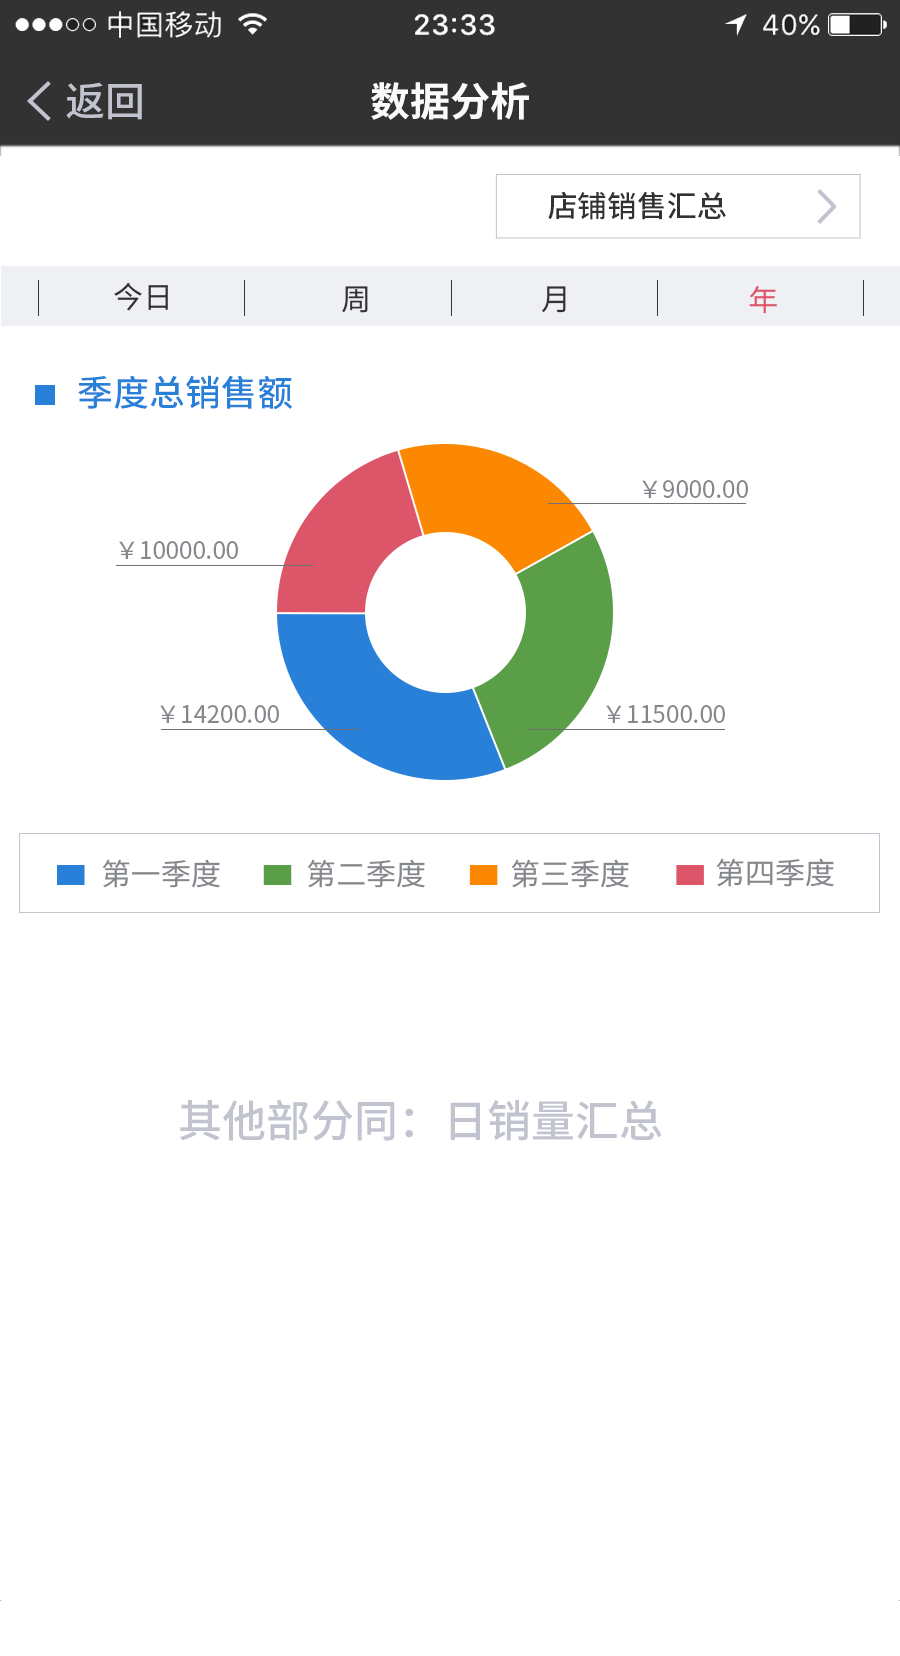 中国移动 23:33 40%
返回 数据分析
店铺销售汇总
今日 周 月 年
季度总销售额
￥9000.00
￥10000.00
￥14200.00 ￥11500.00
第一季度 第二季度 第三季度 第四季度
其他部分同：日销量汇总